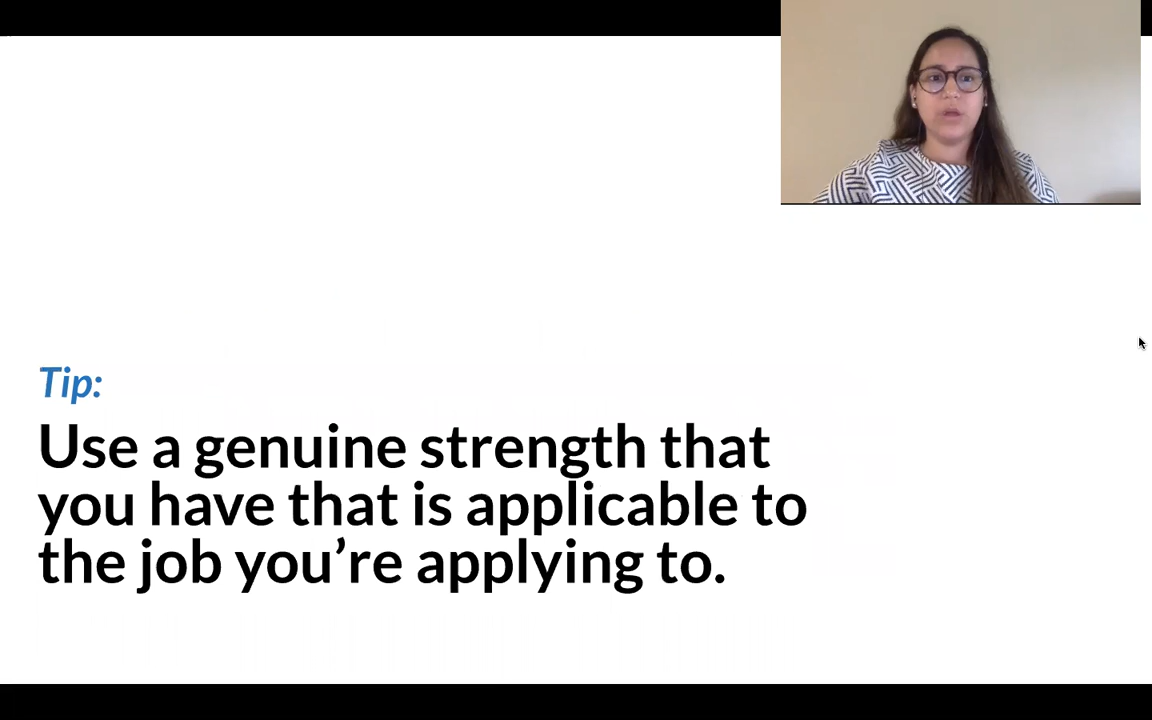 Tip:
Use a genuine strength that
you have that is applicable to
the job you’re applying to.